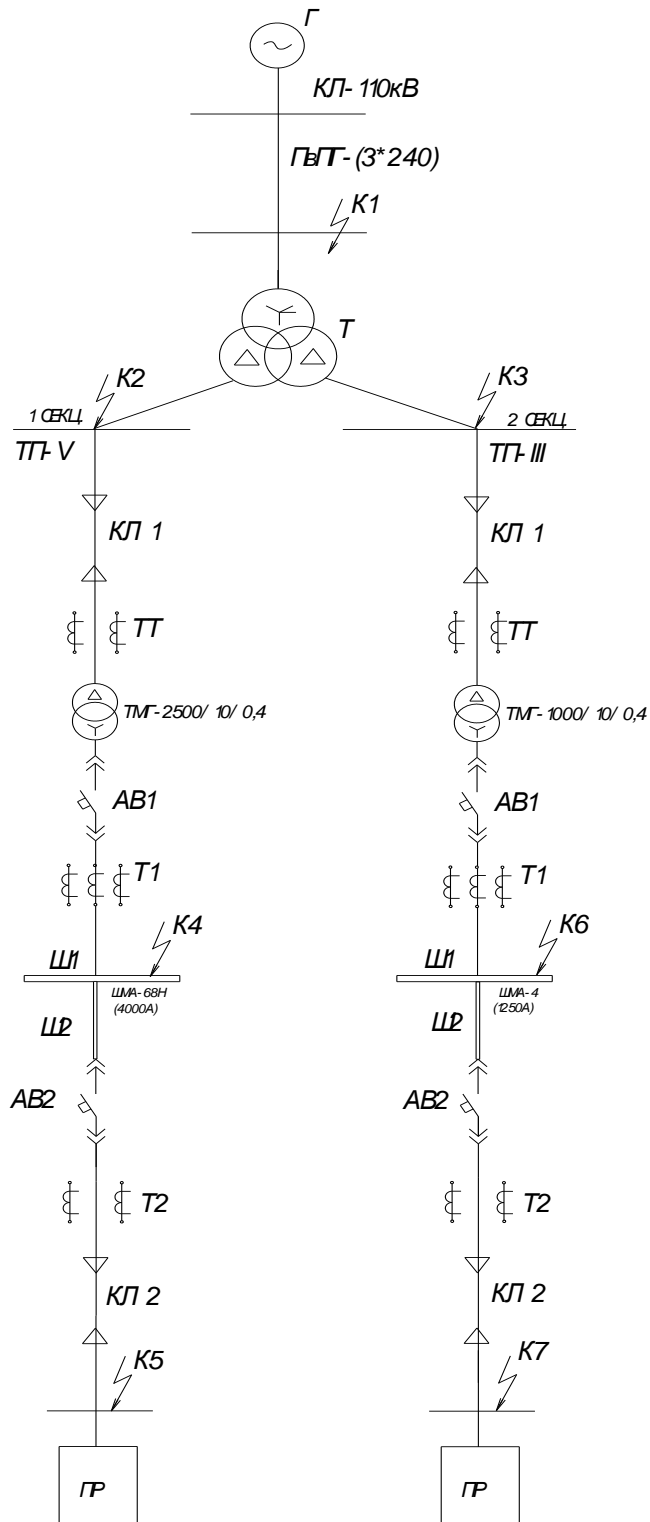 Г
КЛ-110кВ
ПвПГ-(3*240)
К1
Т
К2
К3
1 СЕКЦ.
2 СЕКЦ.
ТП-V
ТП-III
КЛ 1
КЛ 1
ТТ
ТТ
ТМГ-2500/10/0,4
ТМГ-1000/10/0,4
АВ1
АВ1
Т1
Т1
К4
К6
Ш1
Ш1
ШМА-68Н
(4000А)
ШМА-4
(1250А)
Ш2
Ш2
АВ2
АВ2
Т2
Т2
КЛ 2
КЛ 2
К5
К7
ПР
ПР